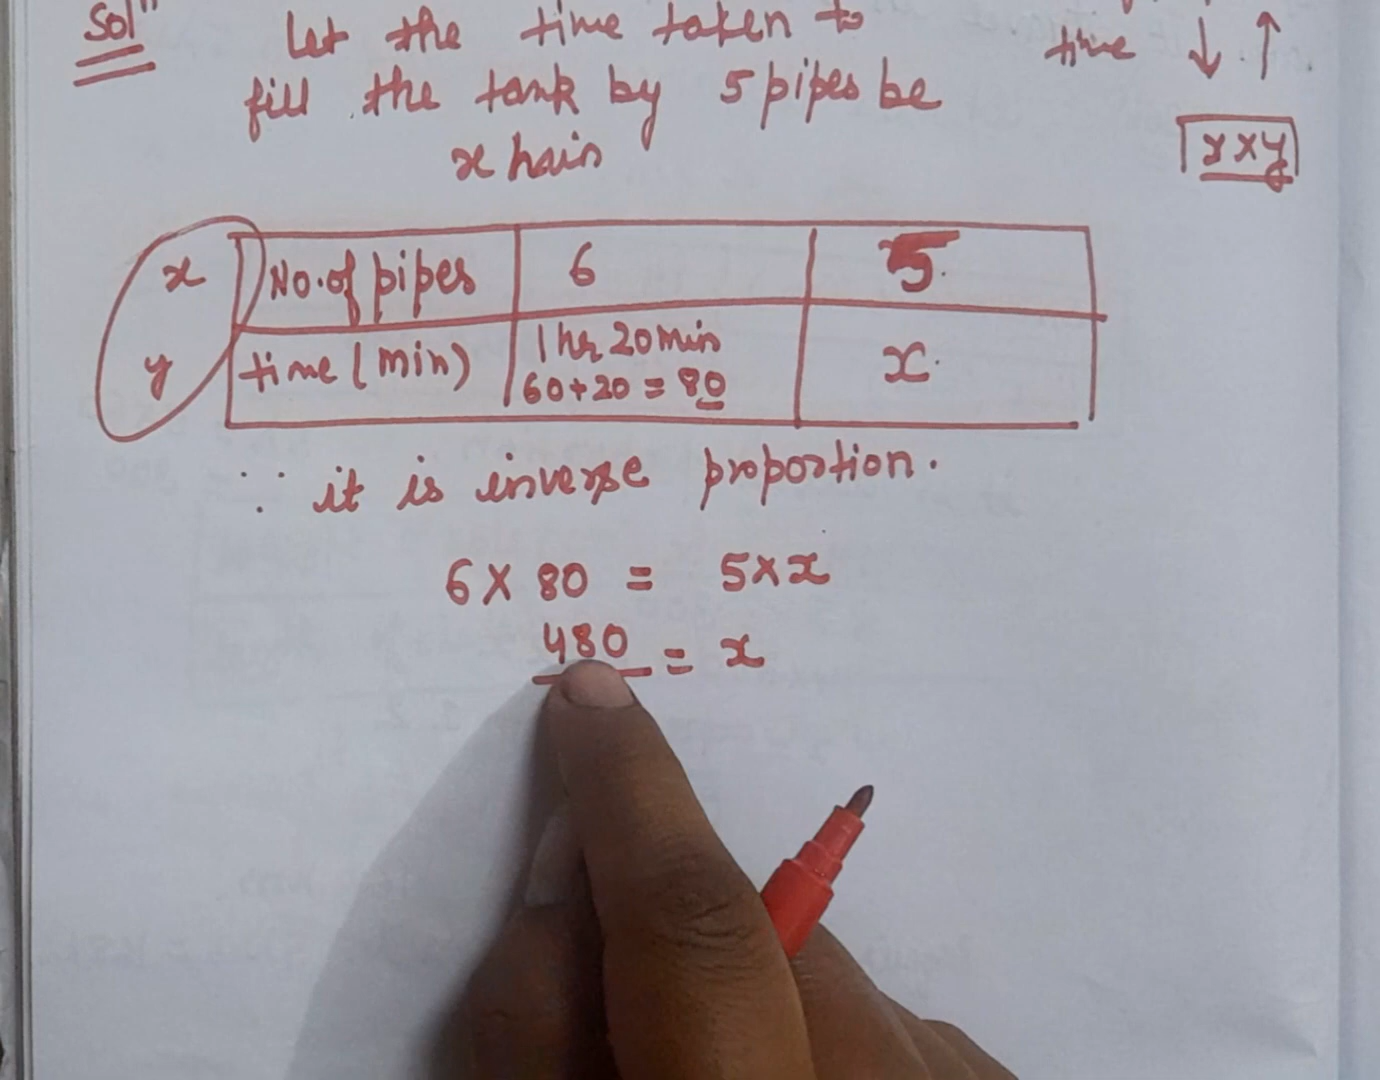 Soln
Let the time taken to
time ↓ ↑
fill the tank by 5 pipes be
x
x × y
x No. of pipes 6 5
y time (min) 1 hr 20 min x
60 + 20 = 80
∵ it is inverse proportion.
6 × 80 = 5 × x
480 = x